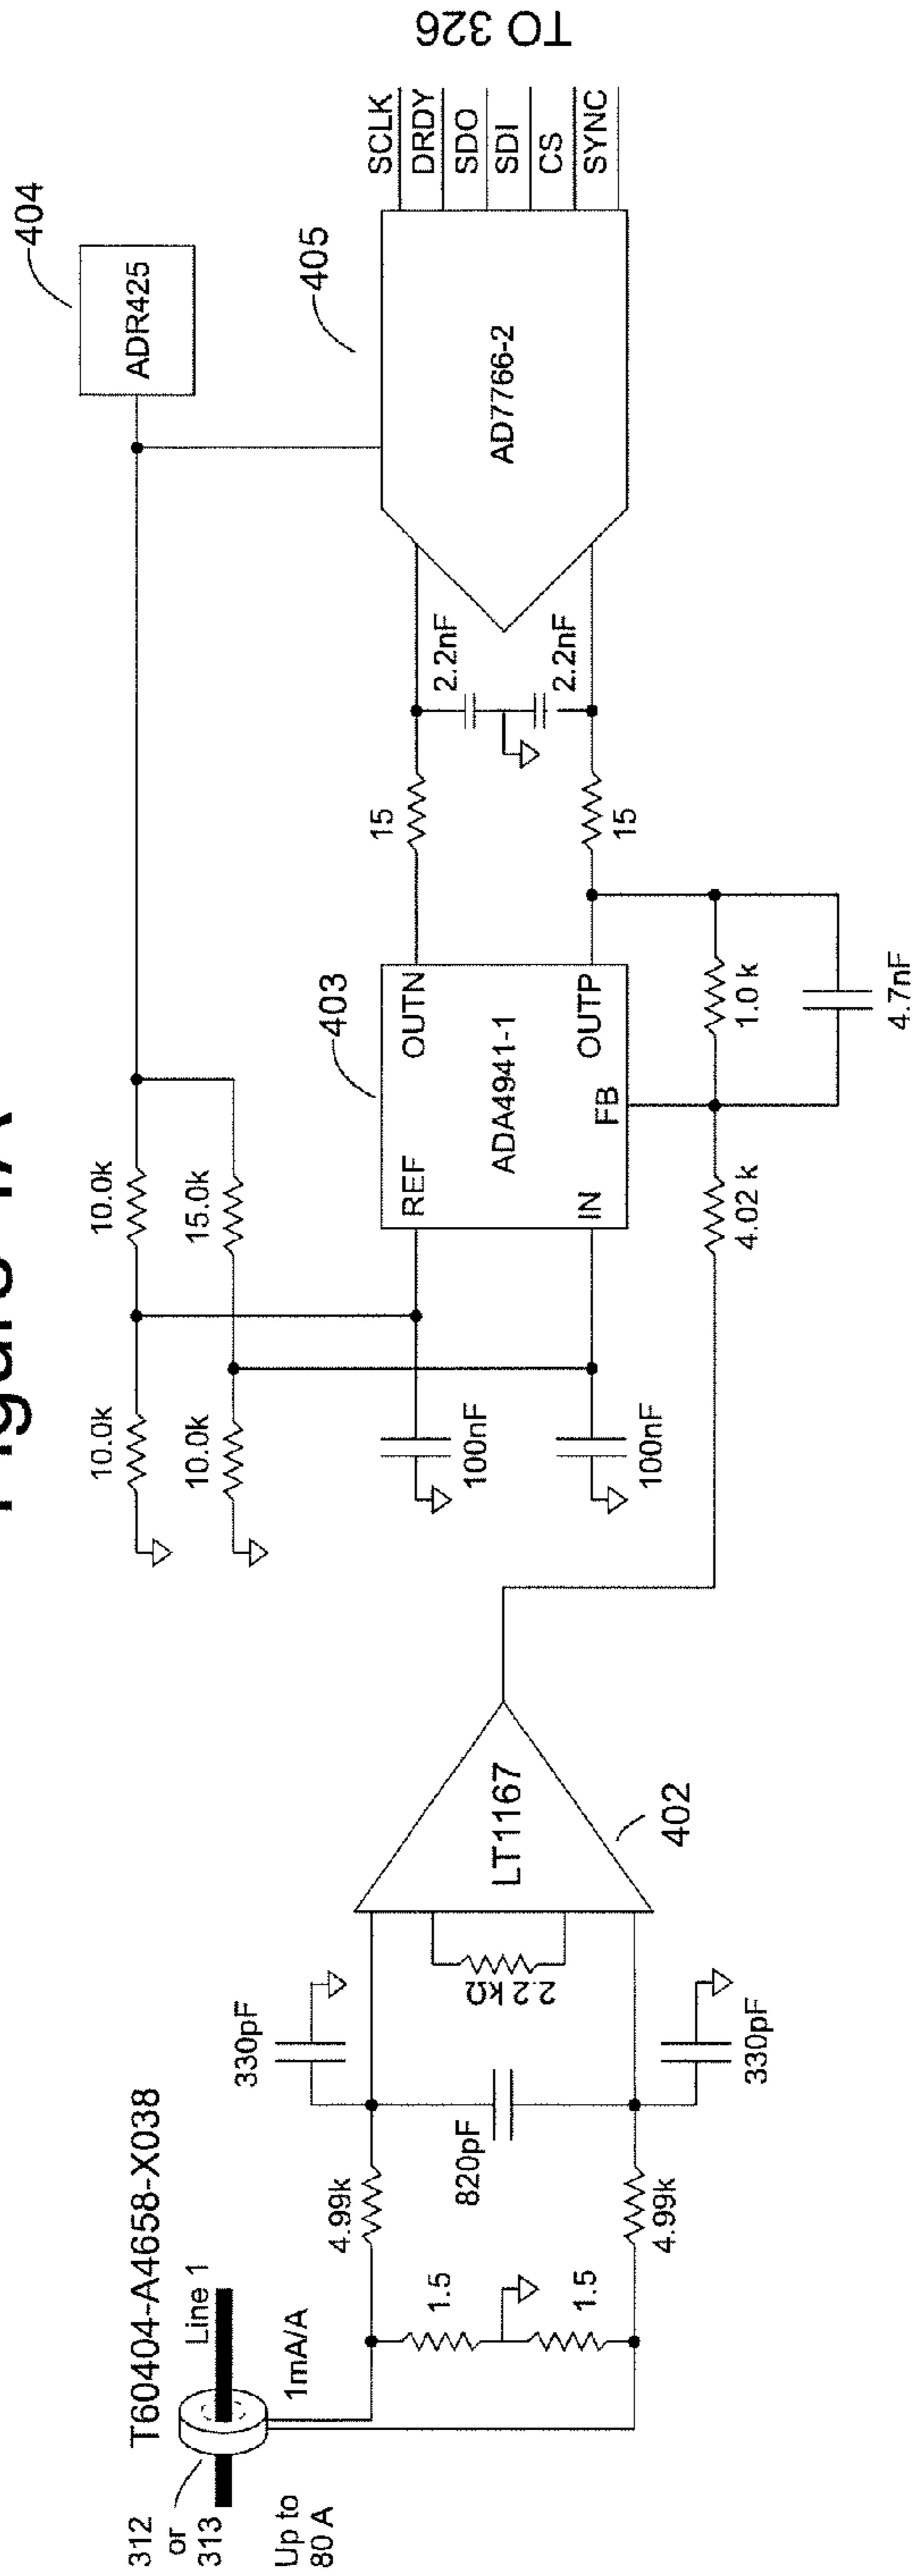 Figure 4A
T60404-A4658-X038
312
or
313
Line 1
Up to
80 A
1mA/A
1.5
1.5
4.99k
4.99k
330pF
820pF
330pF
2.2 kΩ
LT1167
402
10.0k
10.0k
10.0k
15.0k
100nF
100nF
403
REF
OUTN
ADA4941-1
IN
FB
OUTP
4.02 k
1.0 k
4.7nF
15
15
2.2nF
2.2nF
404
ADR425
405
AD7766-2
SCLK
DRDY
SDO
SDI
CS
SYNC
TO 326